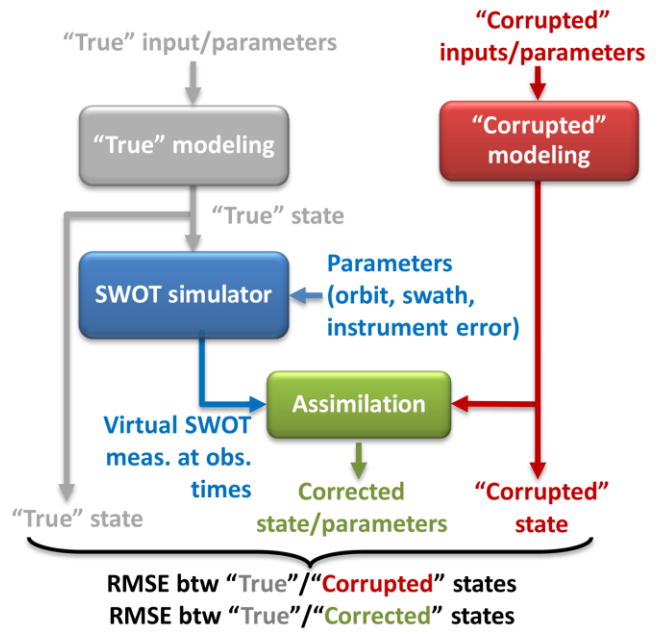 “True” input/parameters
“Corrupted”
inputs/parameters
“True” modeling
“Corrupted”
modeling
“True” state
SWOT simulator
Parameters
(orbit, swath,
instrument error)
Assimilation
Virtual SWOT
meas. at obs.
times
“True” state
Corrected
state/parameters
“Corrupted”
state
RMSE btw “True”/“Corrupted” states
RMSE btw “True”/“Corrected” states